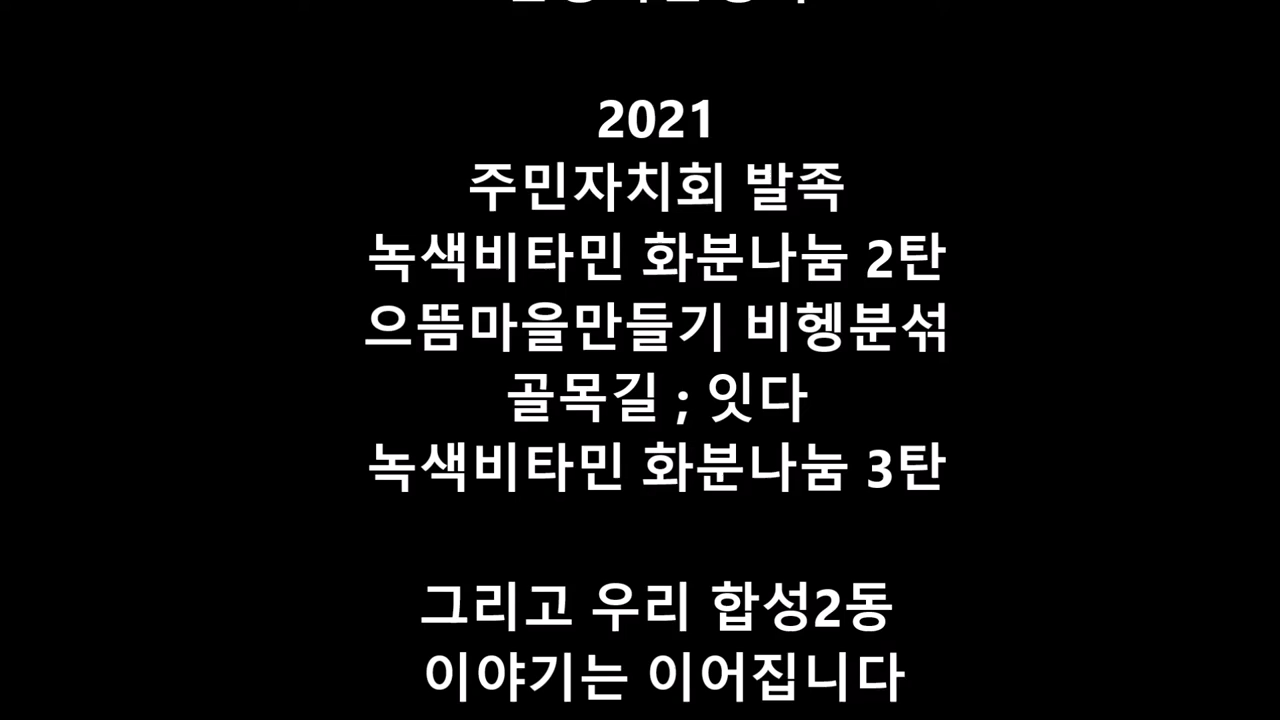 2021
주민자치회 발족
녹색비타민 화분나눔 2탄
으뜸마을만들기 비헹분섞
골목길 ; 잇다
녹색비타민 화분나눔 3탄
그리고 우리 합성2동
이야기는 이어집니다